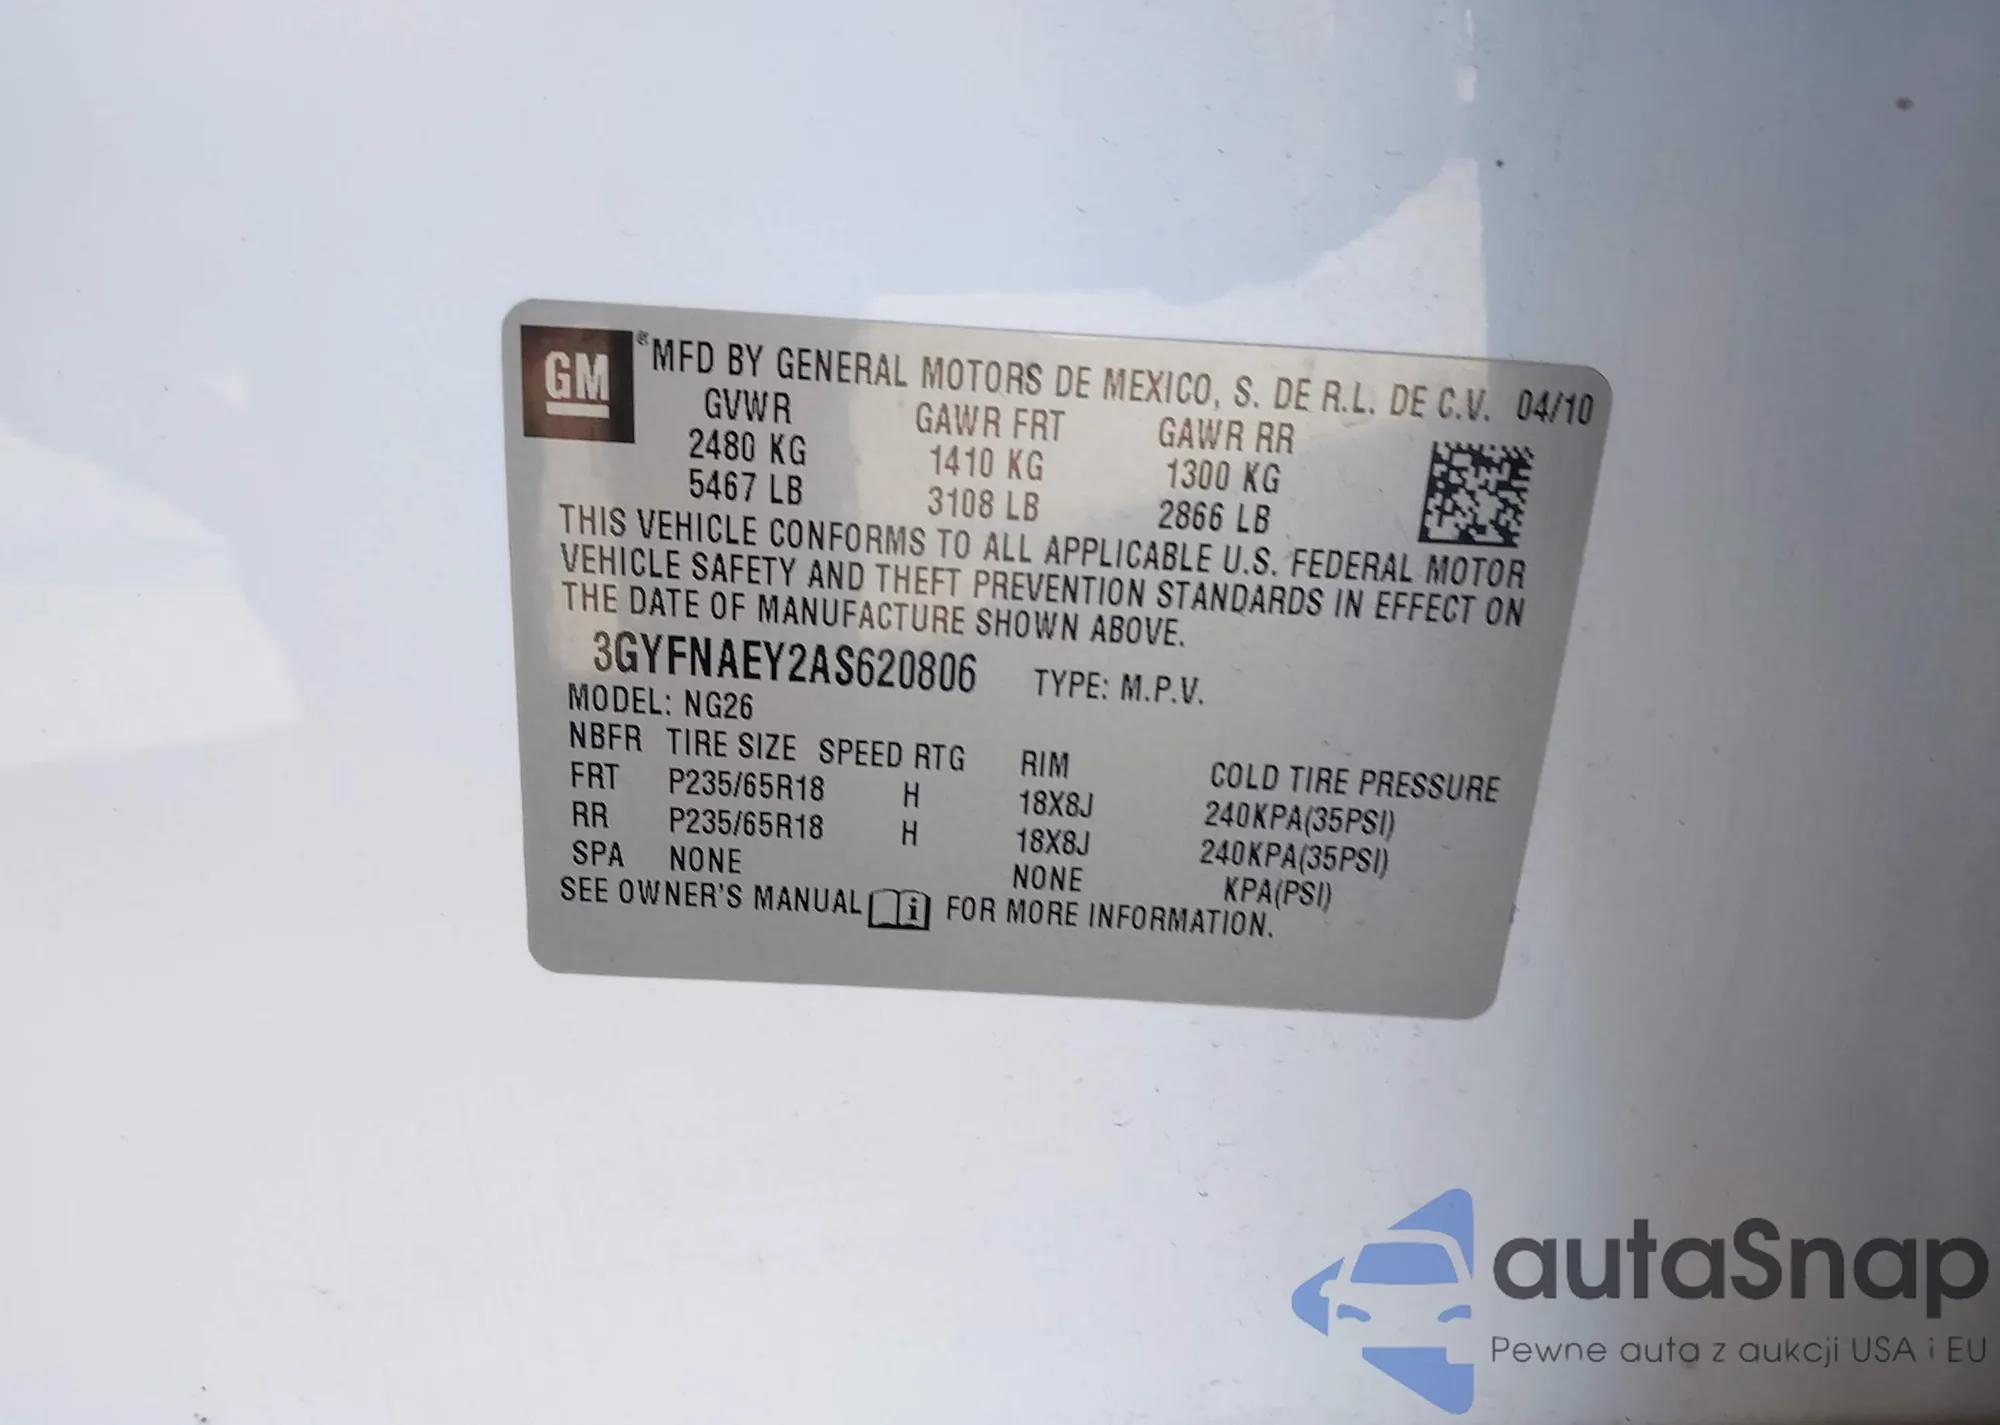 GM ® MFD BY GENERAL MOTORS DE MEXICO, S. DE R.L. DE C.V. 04/10
GVWR GAWR FRT GAWR RR
2480 KG 1410 KG 1300 KG
5467 LB 3108 LB 2866 LB
THIS VEHICLE CONFORMS TO ALL APPLICABLE U.S. FEDERAL MOTOR
VEHICLE SAFETY AND THEFT PREVENTION STANDARDS IN EFFECT ON
THE DATE OF MANUFACTURE SHOWN ABOVE.
3GYFNAEY2AS620806 TYPE: M.P.V.
MODEL: NG26
NBFR TIRE SIZE SPEED RTG RIM COLD TIRE PRESSURE
FRT P235/65R18 H 18X8J 240KPA(35PSI)
RR P235/65R18 H 18X8J 240KPA(35PSI)
SPA NONE NONE KPA(PSI)
SEE OWNER'S MANUAL i FOR MORE INFORMATION.
autaSnap
Pewne auta z aukcji USA i EU